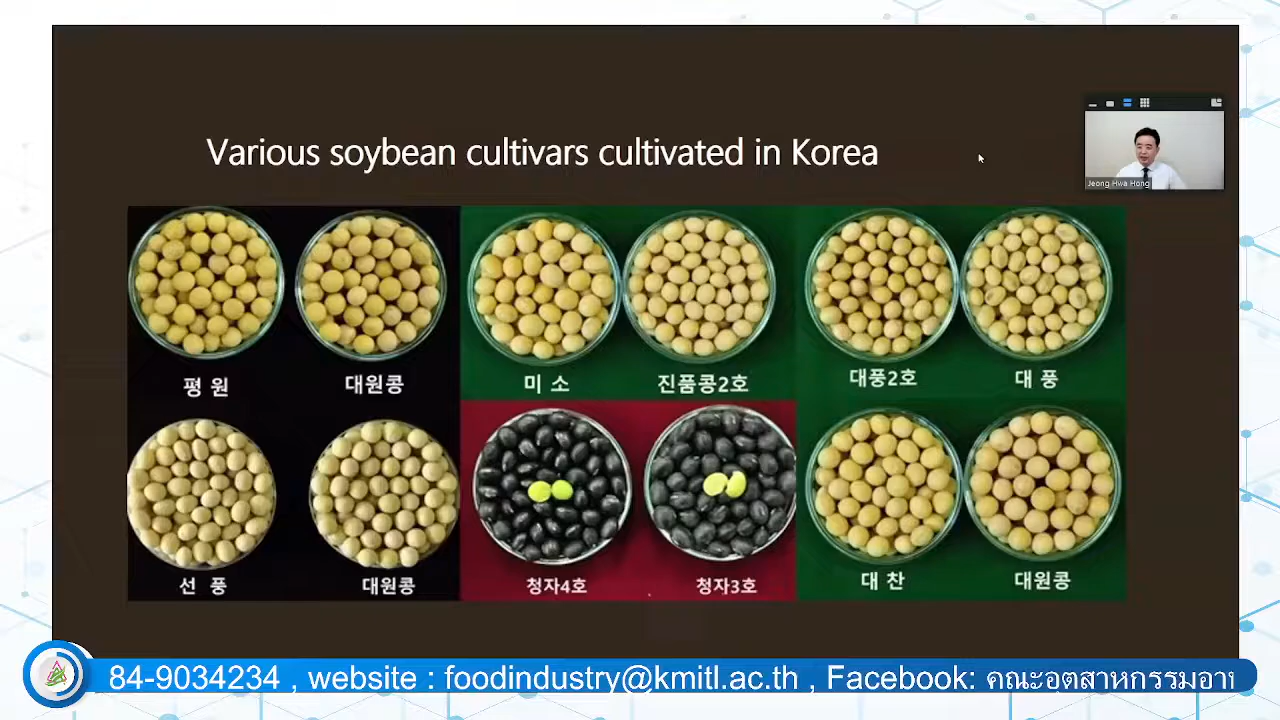 Various soybean cultivars cultivated in Korea
Jeong Hwa Hong
평 원 대원콩 미 소 진품콩2호 대풍2호 대 풍
선 풍 대원콩 청자4호 청자3호 대 찬 대원콩
84-9034234 , website : foodindustry@kmitl.ac.th , Facebook: คณะอุตสาหกรรมอาห